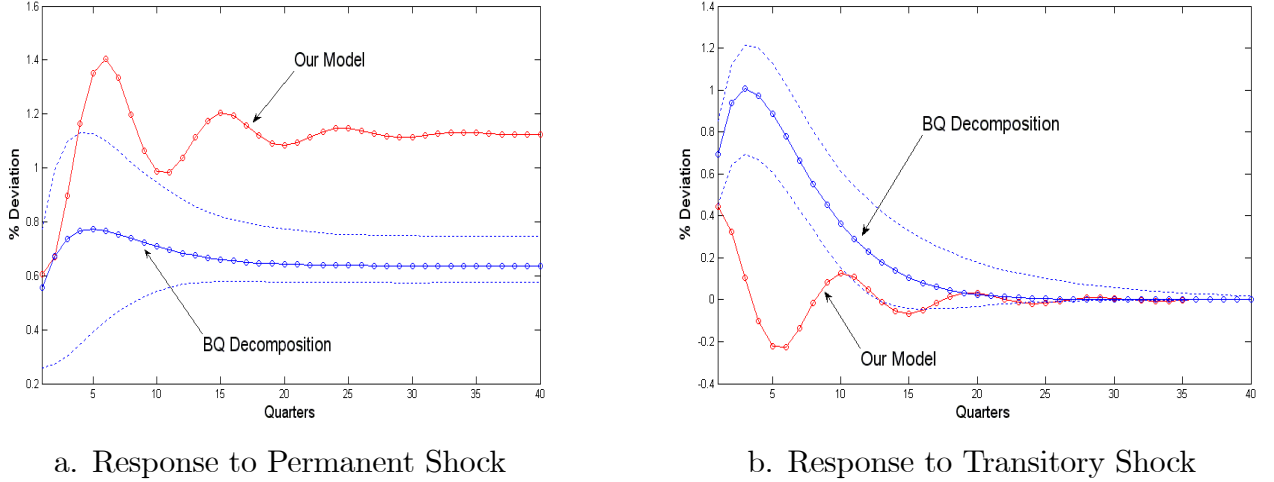 1.6
1.4
1.2
1
0.8
0.6
0.4
0.2
% Deviation
Our Model
BQ Decomposition
5 10 15 20 25 30 35 40
Quarters
a. Response to Permanent Shock
1.4
1.2
1
0.8
0.6
0.4
0.2
0
-0.2
-0.4
% Deviation
BQ Decomposition
Our Model
5 10 15 20 25 30 35 40
Quarters
b. Response to Transitory Shock